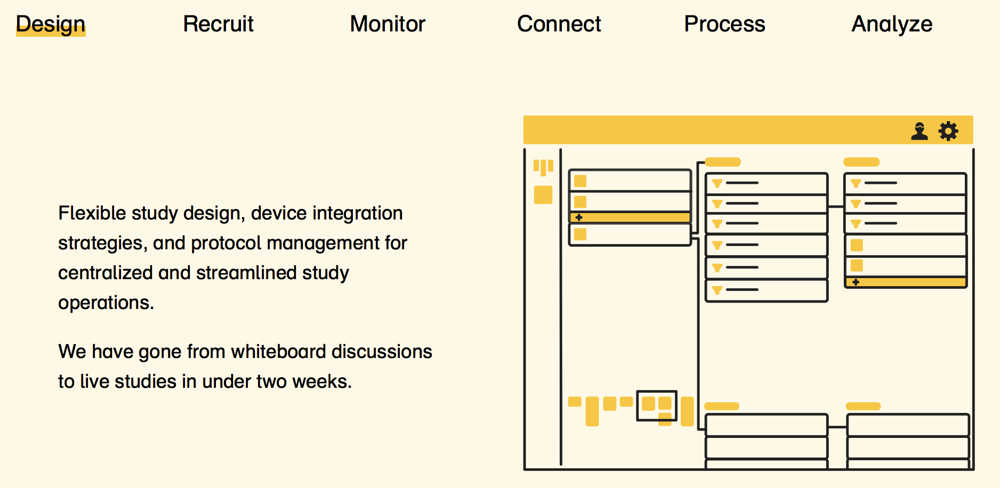 Design
Recruit
Monitor
Connect
Process
Analyze
Flexible study design, device integration
strategies, and protocol management for
centralized and streamlined study
operations.
We have gone from whiteboard discussions
to live studies in under two weeks.